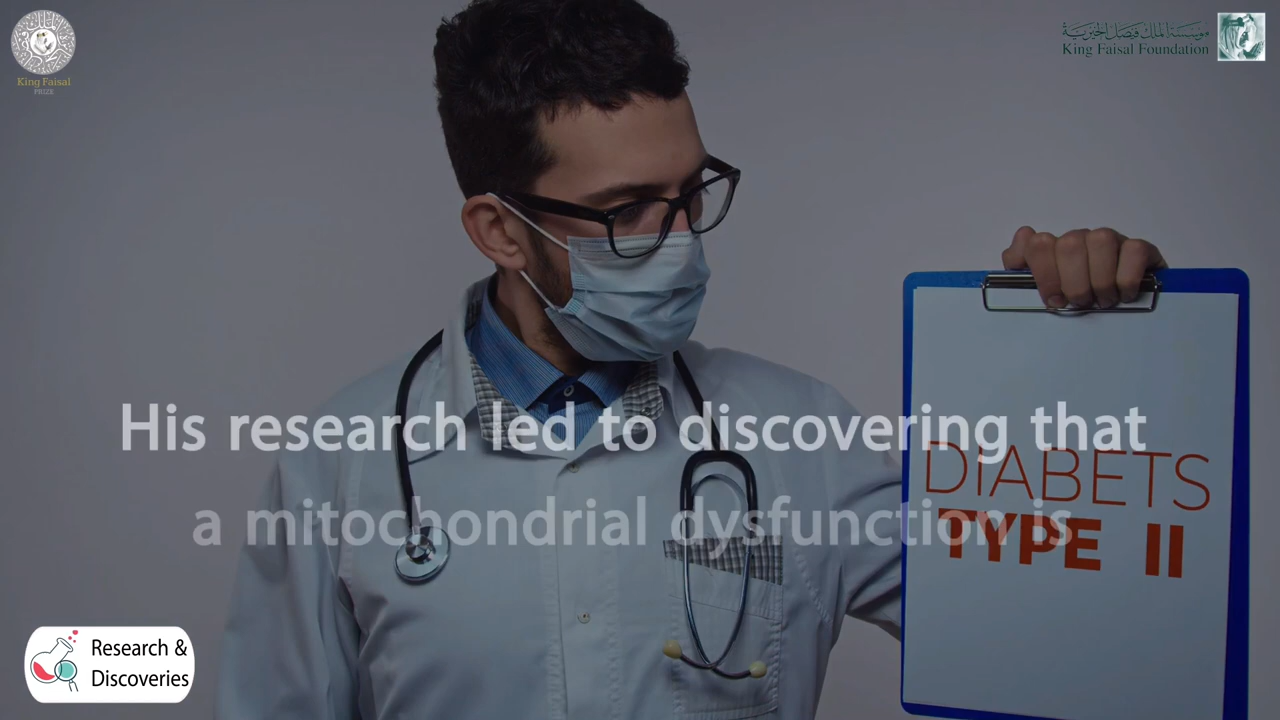 King Faisal
PRIZE
مؤسسة الملك فيصل الخيرية
King Faisal Foundation
His research led to discovering that
a mitochondrial dysfunction is
DiABETS
TYPE II
Research &
Discoveries